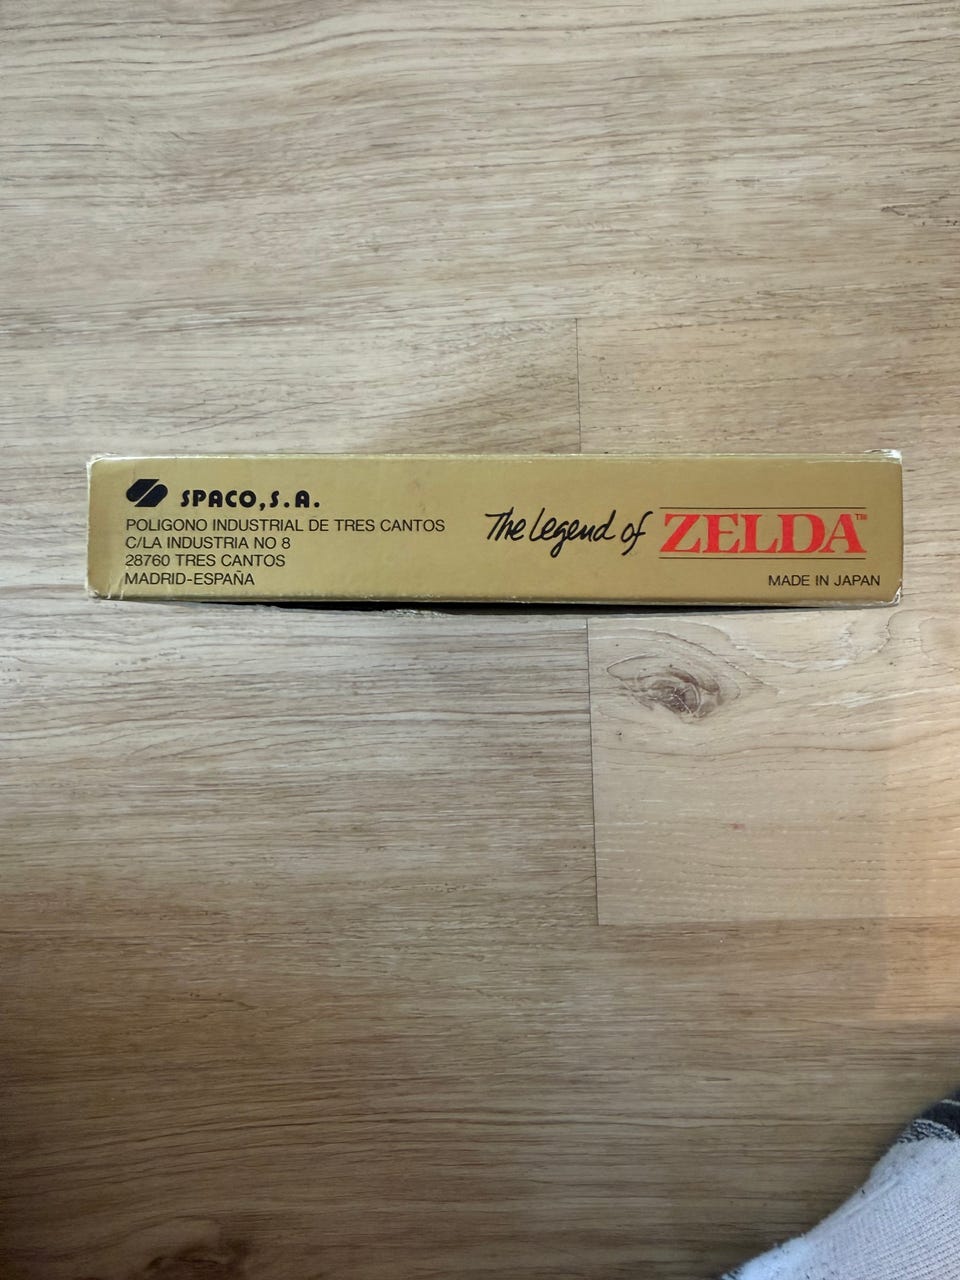 SPACO, S.A.
POLIGONO INDUSTRIAL DE TRES CANTOS
C/LA INDUSTRIA NO 8
28760 TRES CANTOS
MADRID-ESPAÑA
The Legend of ZELDA™
MADE IN JAPAN